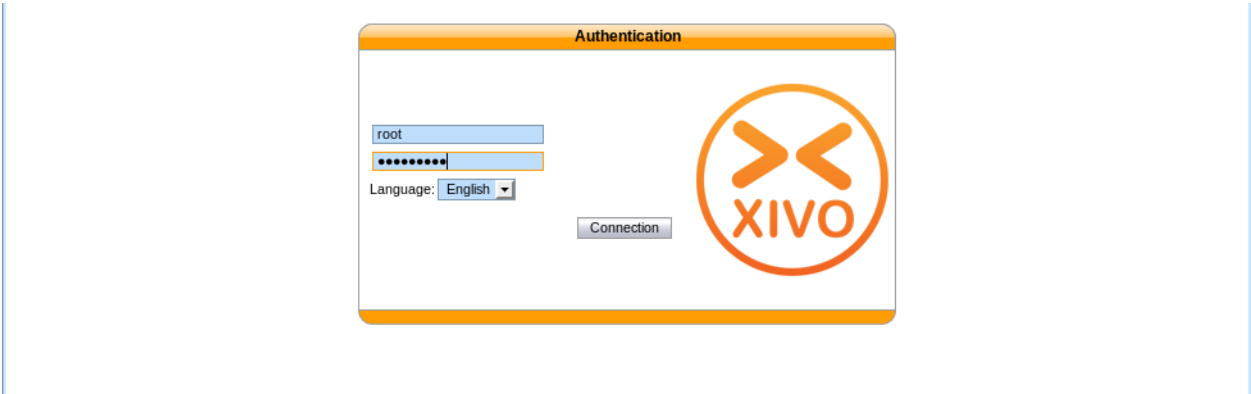 Authentication
root
●●●●●●●●●
Language: English
Connection
XIVO